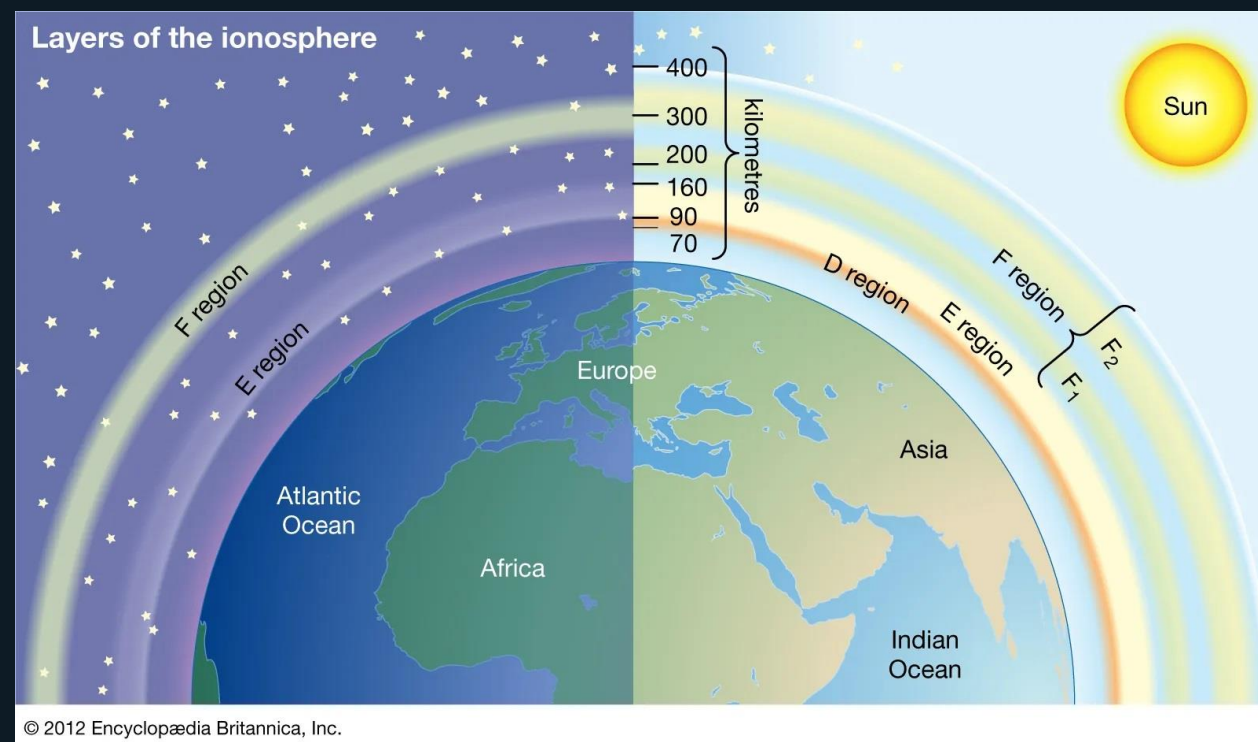 Layers of the ionosphere
400
300
200
160
90
70
kilometres
Sun
F region
E region
D region
E region
F region
F₂
F₁
Europe
Asia
Atlantic
Ocean
Africa
Indian
Ocean
© 2012 Encyclopædia Britannica, Inc.